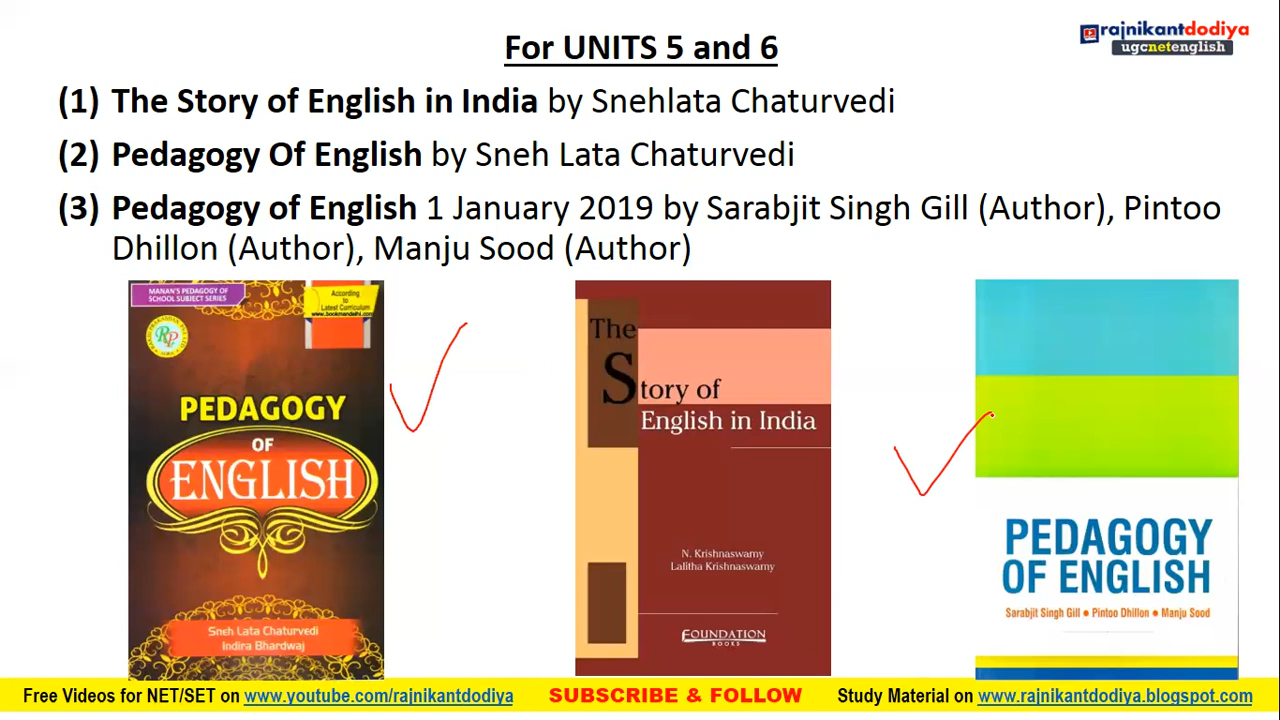 For UNITS 5 and 6
rajnikantdodiya
ugcnetenglish
(1) The Story of English in India by Snehlata Chaturvedi
(2) Pedagogy Of English by Sneh Lata Chaturvedi
(3) Pedagogy of English 1 January 2019 by Sarabjit Singh Gill (Author), Pintoo
Dhillon (Author), Manju Sood (Author)
MANAN'S PEDAGOGY OF
SCHOOL SUBJECT SERIES
According
to
Latest Curriculum
www.bookmandelhi.com
RP
PEDAGOGY
OF
ENGLISH
Sneh Lata Chaturvedi
Indira Bhardwaj
The
Story of
English in India
N. Krishnaswamy
Lalitha Krishnaswamy
FOUNDATION
BOOKS
PEDAGOGY
OF ENGLISH
Sarabjit Singh Gill • Pintoo Dhillon • Manju Sood
Free Videos for NET/SET on www.youtube.com/rajnikantdodiya SUBSCRIBE & FOLLOW Study Material on www.rajnikantdodiya.blogspot.com